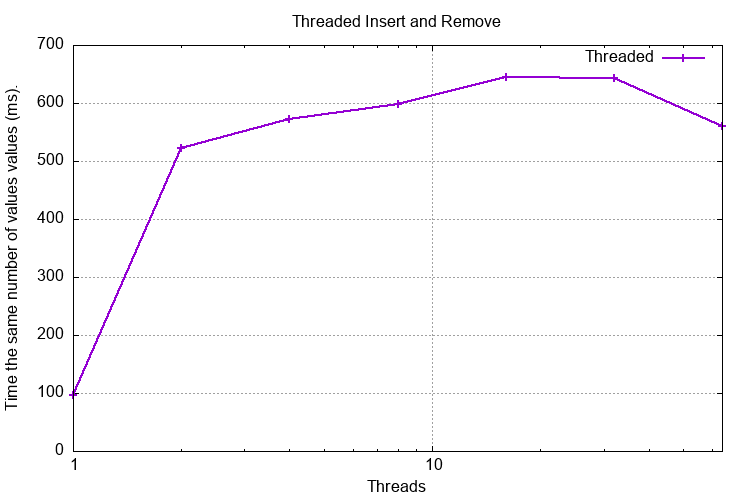 Threaded Insert and Remove
Threaded
700
600
500
400
300
200
100
0
Time the same number of values values (ms).
1
10
Threads